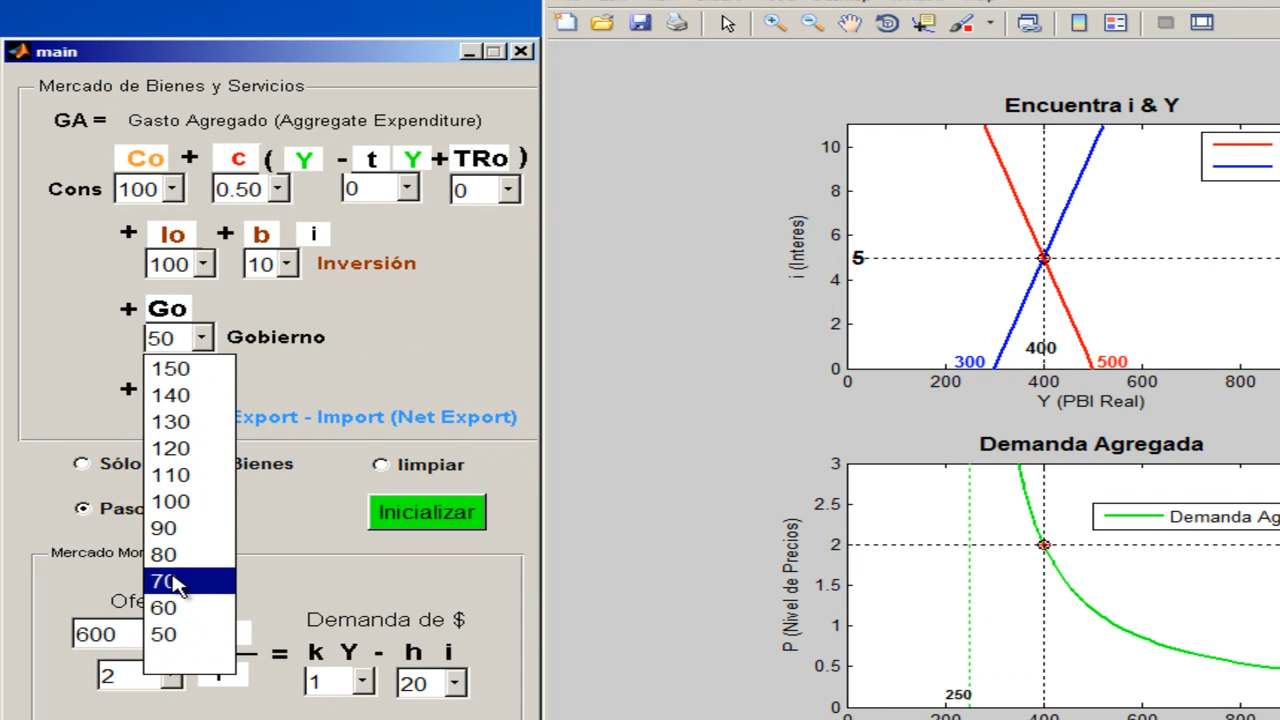 main
Mercado de Bienes y Servicios
GA = Gasto Agregado (Aggregate Expenditure)
Co + c ( Y - t Y + TRo )
Cons 100 0.50 0 0
+ Io + b i
100 10 Inversión
+ Go
50 Gobierno
150
140
130
120
110
100
90
80
70
60
50
+
Export - Import (Net Export)
Sólo Bienes limpiar
Paso Inicializar
Mercado Mon
Ofe
600
2
Demanda de $
= k Y - h i
1 20
Encuentra i & Y
10
8
6
4
2
0
5
i (Interes)
300 400 500
0 200 400 600 800
Y (PBI Real)
Demanda Agregada
3
2.5
2
1.5
1
0.5
0
P (Nivel de Precios)
Demanda Ag
250
0 200 400 600 800